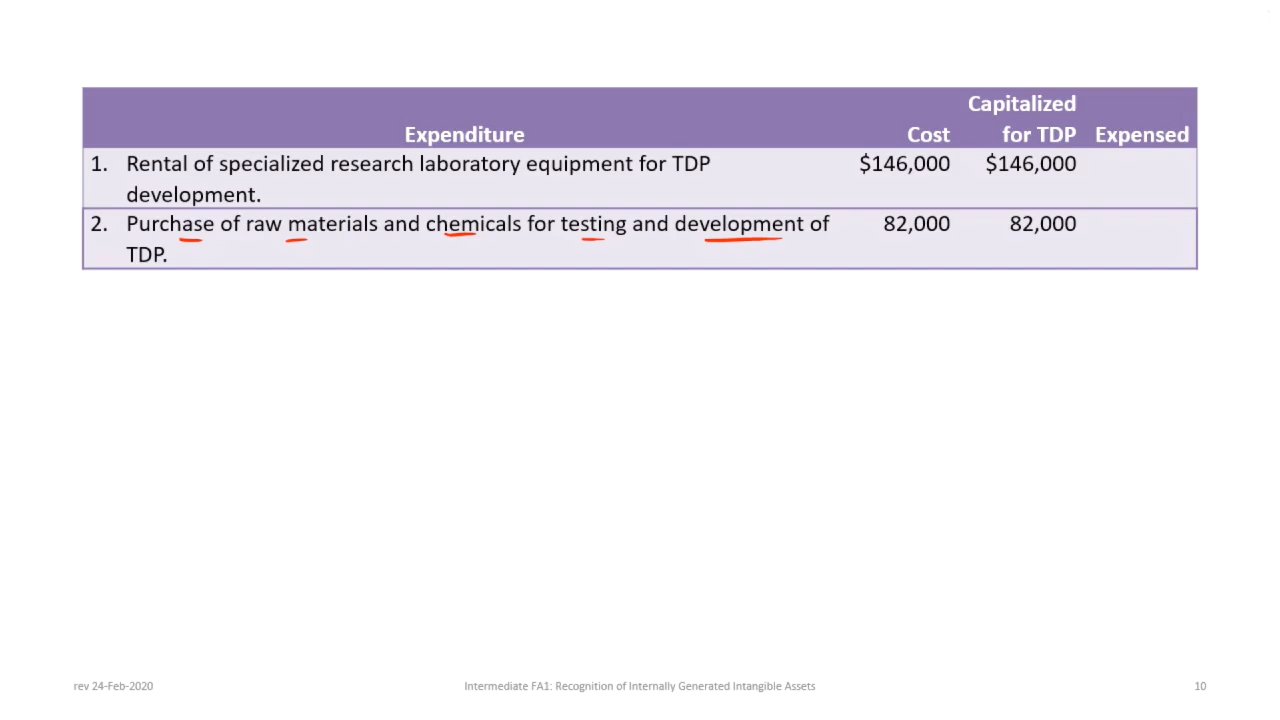 Capitalized
Expenditure Cost for TDP Expensed
1. Rental of specialized research laboratory equipment for TDP $146,000 $146,000
development.
2. Purchase of raw materials and chemicals for testing and development of 82,000 82,000
TDP.
rev 24-Feb-2020 Intermediate FA1: Recognition of Internally Generated Intangible Assets 10